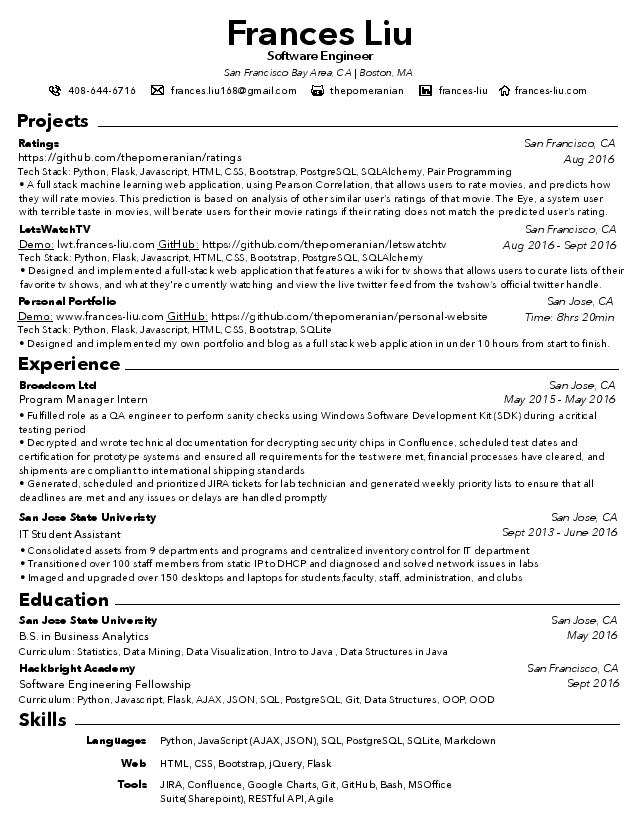 Frances Liu
Software Engineer
San Francisco Bay Area, CA | Boston, MA
408-644-6716 frances.liu168@gmail.com thepomeranian frances-liu frances-liu.com
Projects
Ratings San Francisco, CA
https://github.com/thepomeranian/ratings Aug 2016
Tech Stack: Python, Flask, Javascript, HTML, CSS, Bootstrap, PostgreSQL, SQLAlchemy, Pair Programming
• A full stack machine learning web application, using Pearson Correlation, that allows users to rate movies, and predicts how
they will rate movies. This prediction is based on analysis of other similar user's ratings of that movie. The Eye, a system user
with terrible taste in movies, will berate users for their movie ratings if their rating does not match the predicted user's rating.
LetsWatchTV San Francisco, CA
Demo: lwt.frances-liu.com GitHub: https://github.com/thepomeranian/letswatchtv Aug 2016 - Sept 2016
Tech Stack: Python, Flask, Javascript, HTML, CSS, Bootstrap, PostgreSQL, SQLAlchemy
• Designed and implemented a full-stack web application that features a wiki for tv shows that allows users to curate lists of their
favorite tv shows, and what they're currently watching and view the live twitter feed from the tvshow's official twitter handle.
Personal Portfolio San Jose, CA
Demo: www.frances-liu.com GitHub: https://github.com/thepomeranian/personal-website Time: 8hrs 20min
Tech Stack: Python, Flask, Javascript, HTML, CSS, Bootstrap, SQLite
• Designed and implemented my own portfolio and blog as a full stack web application in under 10 hours from start to finish.
Experience
Broadcom Ltd San Jose, CA
Program Manager Intern May 2015 - May 2016
• Fulfilled role as a QA engineer to perform sanity checks using Windows Software Development Kit (SDK) during a critical
testing period
• Decrypted and wrote technical documentation for decrypting security chips in Confluence, scheduled test dates and
certification for prototype systems and ensured all requirements for the test were met, financial processes have cleared, and
shipments are compliant to international shipping standards
• Generated, scheduled and prioritized JIRA tickets for lab technician and generated weekly priority lists to ensure that all
deadlines are met and any issues or delays are handled promptly
San Jose State Univeristy San Jose, CA
IT Student Assistant Sept 2013 - June 2016
• Consolidated assets from 9 departments and programs and centralized inventory control for IT department
• Transitioned over 100 staff members from static IP to DHCP and diagnosed and solved network issues in labs
• Imaged and upgraded over 150 desktops and laptops for students,faculty, staff, administration, and clubs
Education
San Jose State University San Jose, CA
B.S. in Business Analytics May 2016
Curriculum: Statistics, Data Mining, Data Visualization, Intro to Java , Data Structures in Java
Hackbright Academy San Francisco, CA
Software Engineering Fellowship Sept 2016
Curriculum: Python, Javascript, Flask, AJAX, JSON, SQL, PostgreSQL, Git, Data Structures, OOP, OOD
Skills
Languages Python, JavaScript (AJAX, JSON), SQL, PostgreSQL, SQLite, Markdown
Web HTML, CSS, Bootstrap, jQuery, Flask
Tools JIRA, Confluence, Google Charts, Git, GitHub, Bash, MSOffice
Suite(Sharepoint), RESTful API, Agile